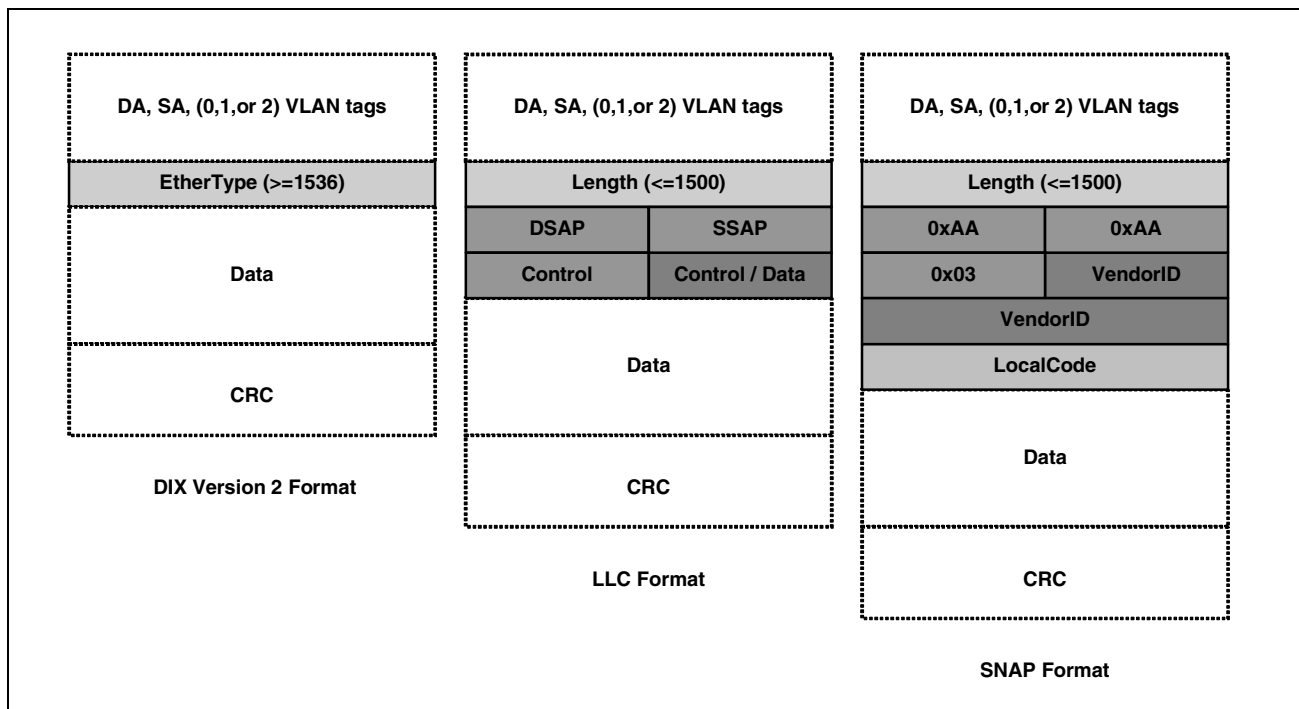 DA, SA, (0,1,or 2) VLAN tags
EtherType (>=1536)
Data
CRC
DIX Version 2 Format
DA, SA, (0,1,or 2) VLAN tags
Length (<=1500)
DSAP
SSAP
Control
Control / Data
Data
CRC
LLC Format
DA, SA, (0,1,or 2) VLAN tags
Length (<=1500)
0xAA
0xAA
0x03
VendorID
VendorID
LocalCode
Data
CRC
SNAP Format